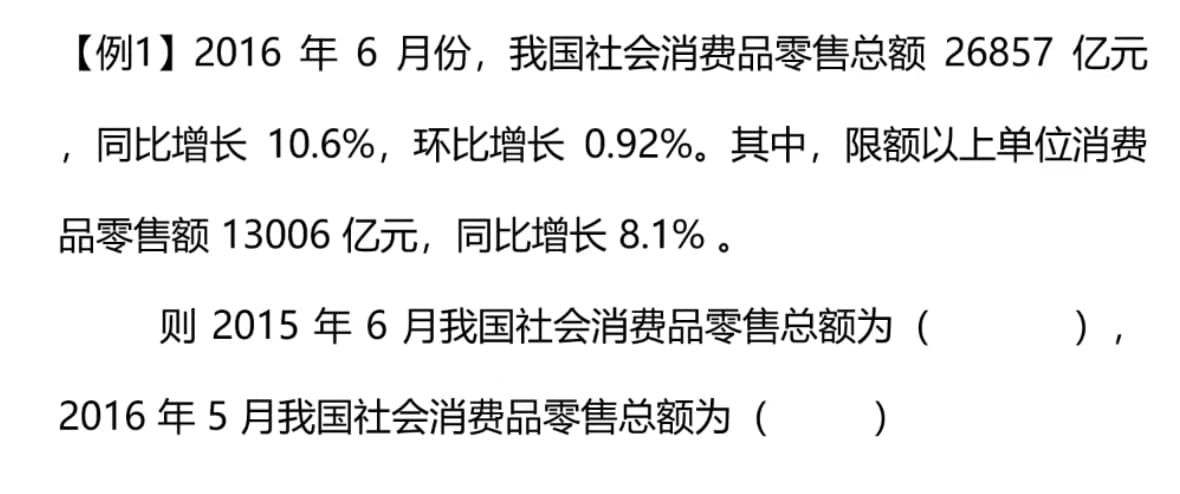 【例1】2016 年 6 月份，我国社会消费品零售总额 26857 亿元
，同比增长 10.6%，环比增长 0.92%。其中，限额以上单位消费
品零售额 13006 亿元，同比增长 8.1% 。
则 2015 年 6 月我国社会消费品零售总额为（ ），
2016 年 5 月我国社会消费品零售总额为（ ）